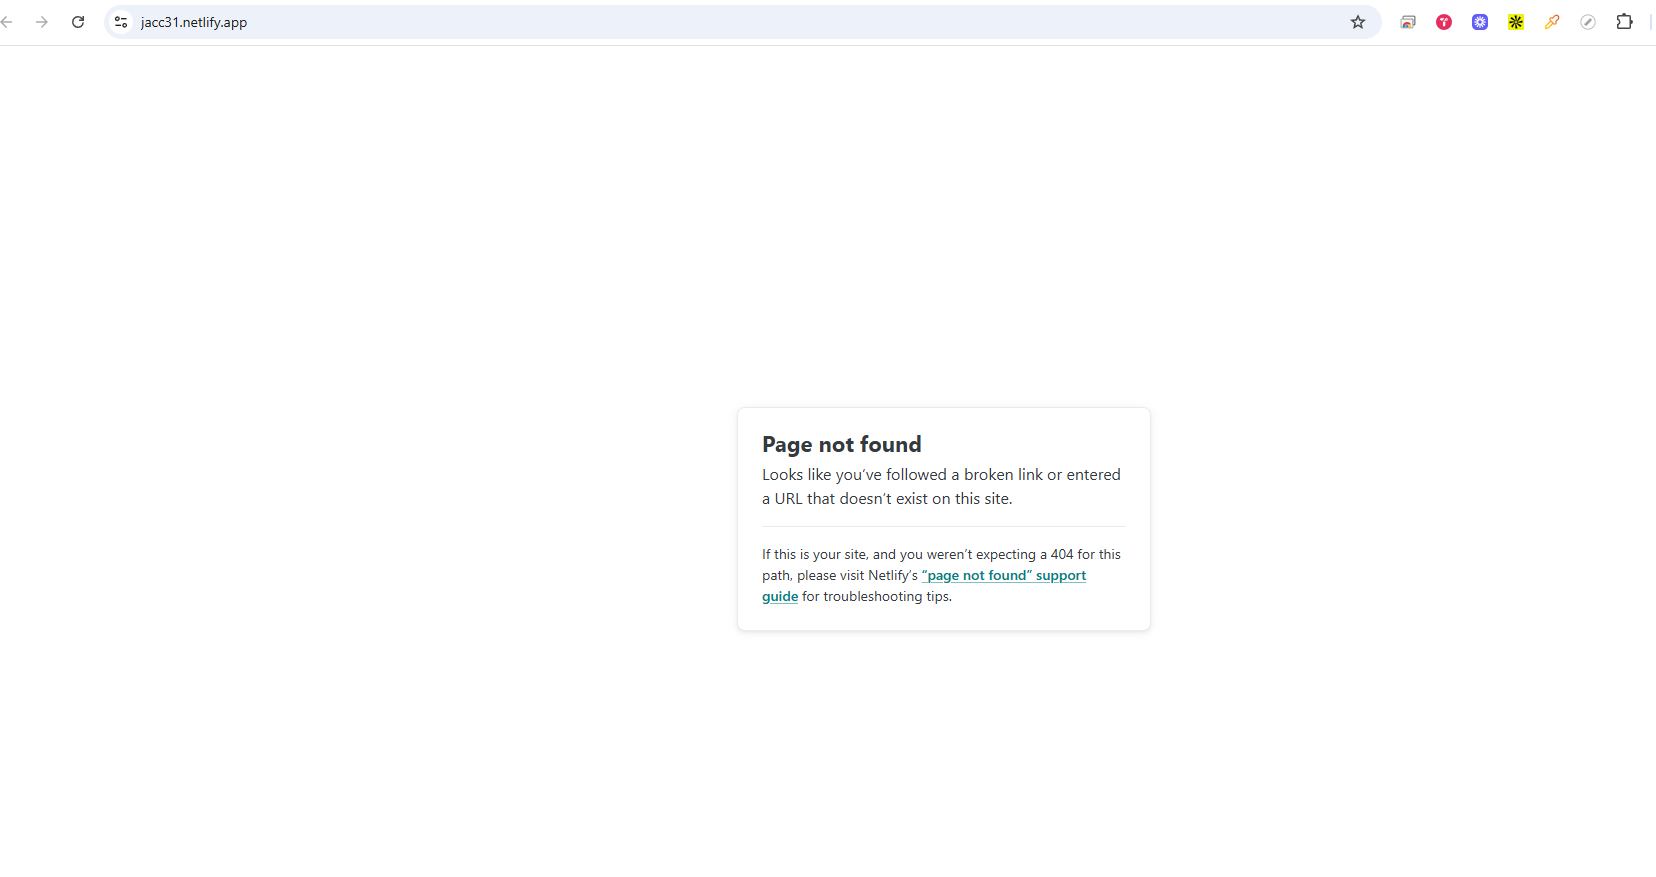 jacc31.netlify.app
Page not found
Looks like you’ve followed a broken link or entered
a URL that doesn’t exist on this site.
If this is your site, and you weren’t expecting a 404 for this
path, please visit Netlify’s “page not found” support
guide for troubleshooting tips.